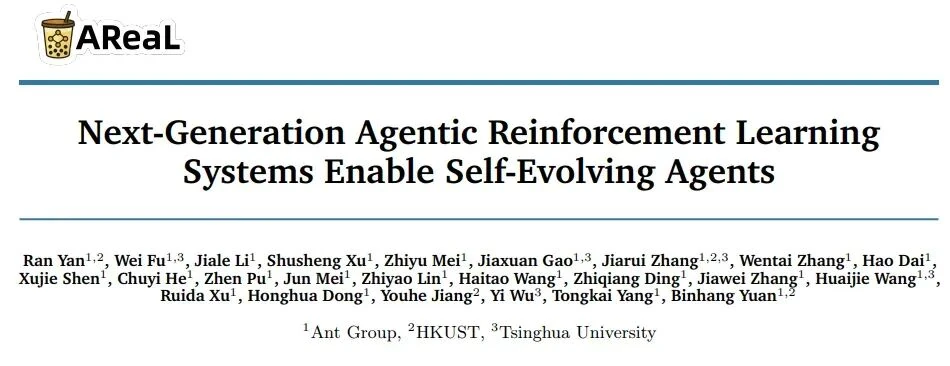 AReaL
Next-Generation Agentic Reinforcement Learning
Systems Enable Self-Evolving Agents
Ran Yan¹,², Wei Fu¹,³, Jiale Li¹, Shusheng Xu¹, Zhiyu Mei¹, Jiaxuan Gao¹,³, Jiarui Zhang¹,²,³, Wentai Zhang¹, Hao Dai¹,
Xujie Shen¹, Chuyi He¹, Zhen Pu¹, Jun Mei¹, Zhiyao Lin¹, Haitao Wang¹, Zhiqiang Ding¹, Jiawei Zhang¹, Huaijie Wang¹,³,
Ruida Xu¹, Honghua Dong¹, Youhe Jiang², Yi Wu³, Tongkai Yang¹, Binhang Yuan¹,²
¹Ant Group, ²HKUST, ³Tsinghua University